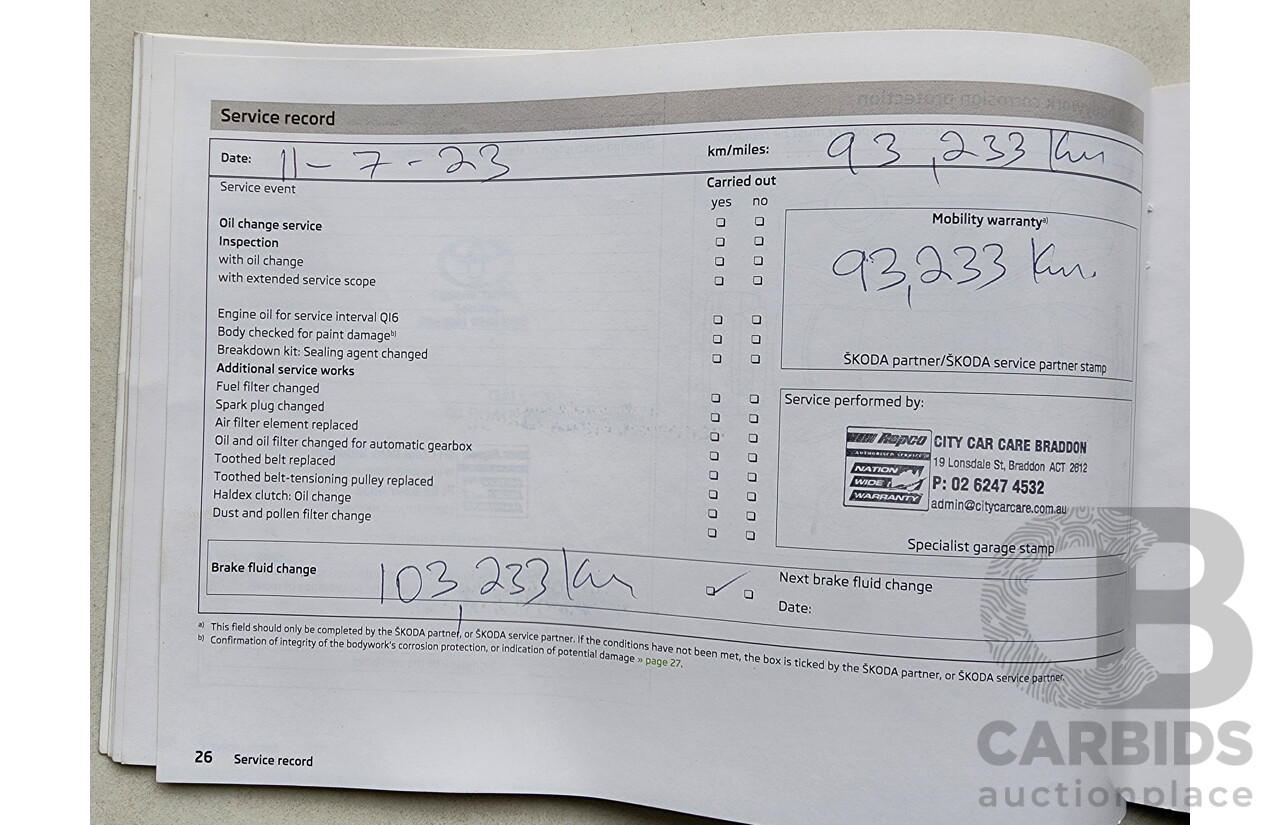 Service record
Date: 11-7-23 km/miles: 93,233 Km
Service event Carried out
yes no
Oil change service
Inspection
with oil change
with extended service scope
Engine oil for service interval QI6
Body checked for paint damage b)
Breakdown kit: Sealing agent changed
Additional service works
Fuel filter changed
Spark plug changed
Air filter element replaced
Oil and oil filter changed for automatic gearbox
Toothed belt replaced
Toothed belt-tensioning pulley replaced
Haldex clutch: Oil change
Dust and pollen filter change
Mobility warranty a)
93,233 Km.
ŠKODA partner/ŠKODA service partner stamp
Service performed by:
Repco
AUTHORISED SERVICE
NATION
WIDE
WARRANTY
CITY CAR CARE BRADDON
19 Lonsdale St, Braddon ACT 2612
P: 02 6247 4532
admin@citycarcare.com.au
Specialist garage stamp
Brake fluid change 103,233 Km
Next brake fluid change
Date:
a) This field should only be completed by the ŠKODA partner, or ŠKODA service partner. If the conditions have not been met, the box is ticked by the ŠKODA partner, or ŠKODA service partner.
b) Confirmation of integrity of the bodywork's corrosion protection, or indication of potential damage » page 27.
26 Service record
CARBIDS
auctionplace